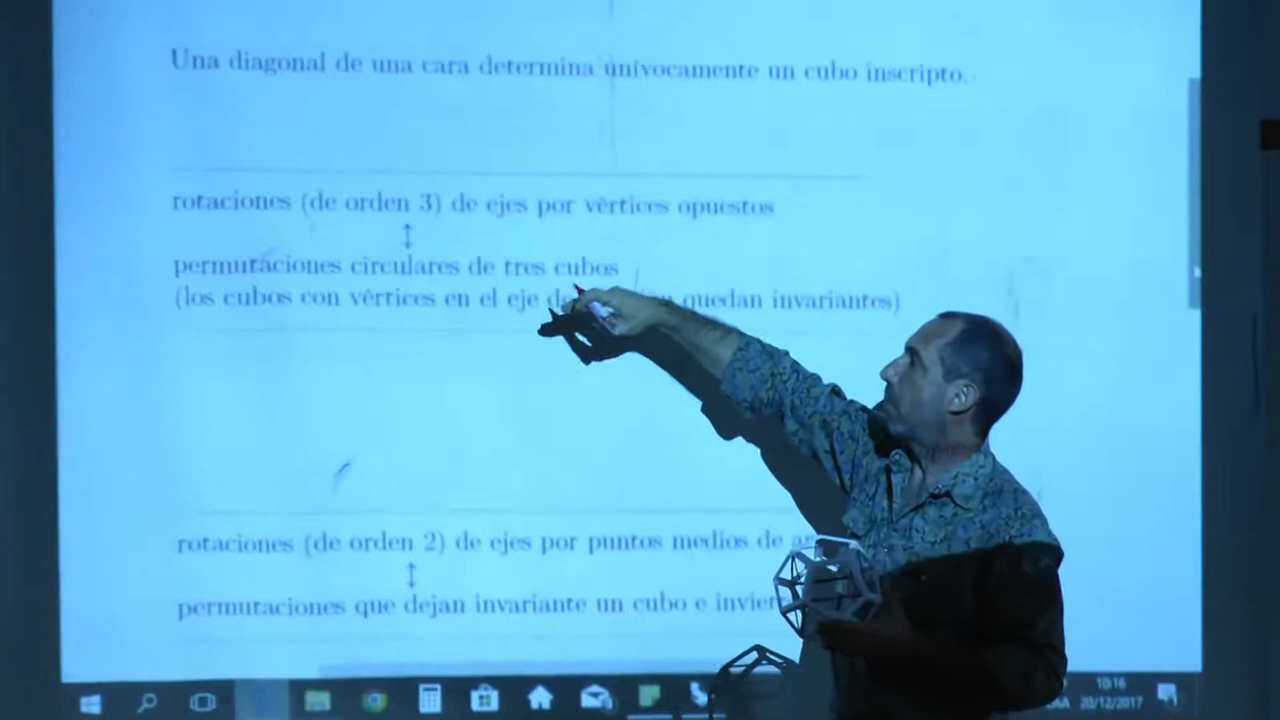 Una diagonal de una cara determina unívocamente un cubo inscripto.
rotaciones (de orden 3) de ejes por vértices opuestos
↕
permutaciones circulares de tres cubos
(los cubos con vértices en el eje quedan invariantes)
rotaciones (de orden 2) de ejes por puntos medios de
↕
permutaciones que dejan invariante un cubo e
10:16
20/12/2017